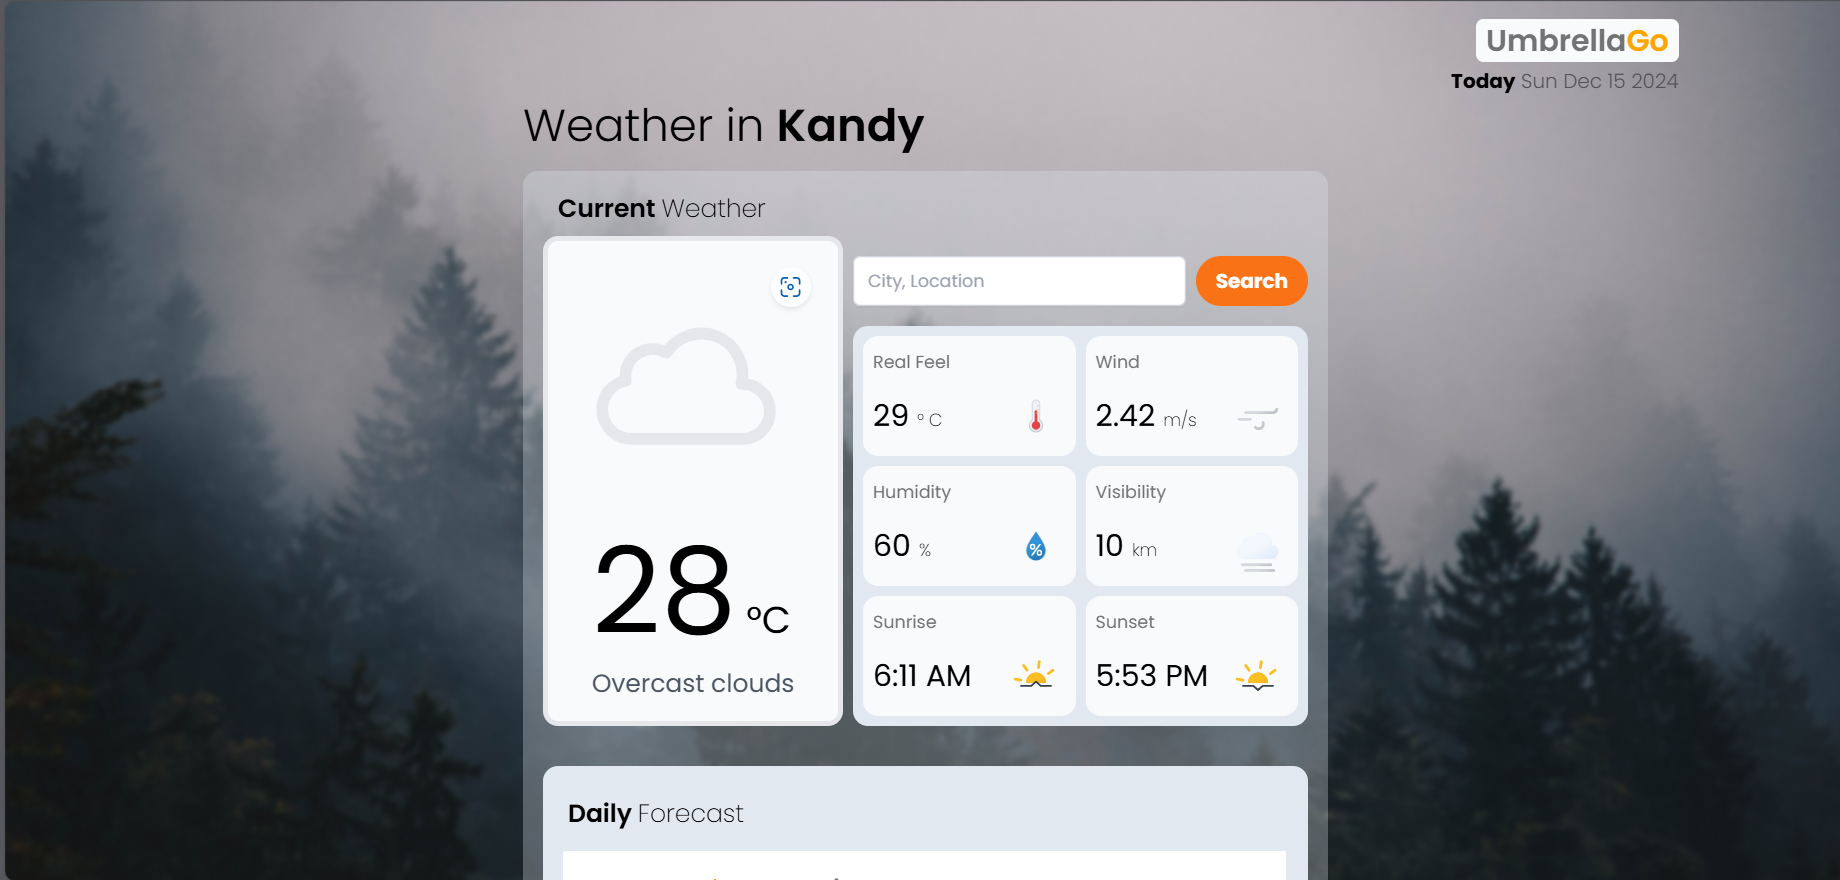 UmbrellaGo
Today Sun Dec 15 2024
Weather in Kandy
Current Weather
City, Location
Search
Real Feel
29 ° C
Wind
2.42 m/s
Humidity
60 %
%
Visibility
10 km
Sunrise
6:11 AM
Sunset
5:53 PM
28 °C
Overcast clouds
Daily Forecast